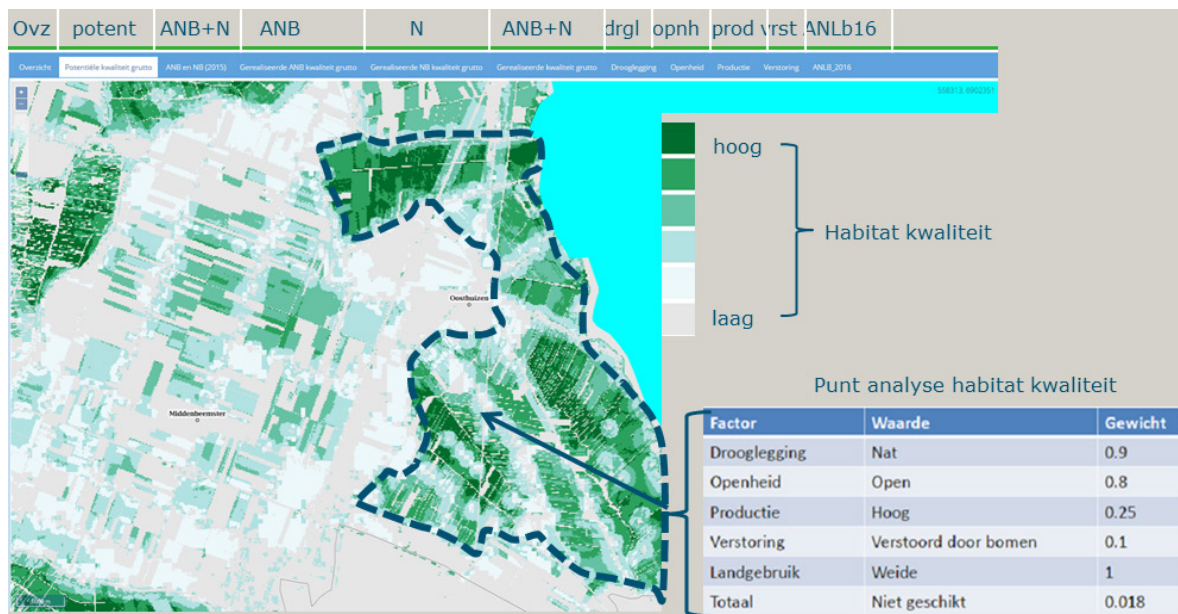 Ovz potent ANB+N ANB N ANB+N drgl opnh prod vrst ANLb16
Overzicht Potentiële kwaliteit grutto ANB en NB (2015) Gerealiseerde ANB kwaliteit grutto Gerealiseerde NB kwaliteit grutto Gerealiseerde kwaliteit grutto Drooglegging Openheid Productie Verstoring ANLB_2016
558313, 6902351
+
−
hoog
Habitat kwaliteit
laag
Oosthuizen
Middenbeemster
Punt analyse habitat kwaliteit
Factor Waarde Gewicht
Drooglegging Nat 0.9
Openheid Open 0.8
Productie Hoog 0.25
Verstoring Verstoord door bomen 0.1
Landgebruik Weide 1
Totaal Niet geschikt 0.018